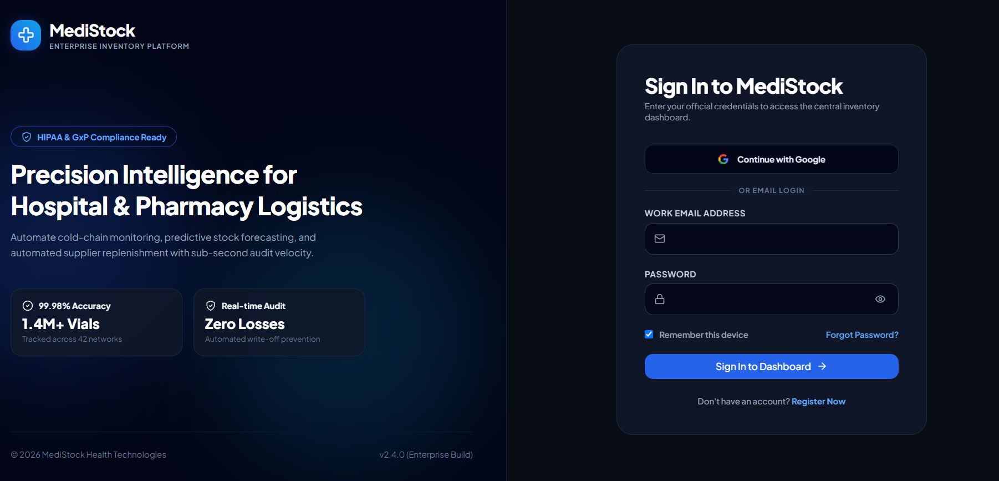 MediStock
ENTERPRISE INVENTORY PLATFORM
HIPAA & GxP Compliance Ready
Precision Intelligence for
Hospital & Pharmacy Logistics
Automate cold-chain monitoring, predictive stock forecasting, and
automated supplier replenishment with sub-second audit velocity.
99.98% Accuracy
1.4M+ Vials
Tracked across 42 networks
Real-time Audit
Zero Losses
Automated write-off prevention
© 2026 MediStock Health Technologies
v2.4.0 (Enterprise Build)
Sign In to MediStock
Enter your official credentials to access the central inventory
dashboard.
Continue with Google
OR EMAIL LOGIN
WORK EMAIL ADDRESS
PASSWORD
Remember this device
Forgot Password?
Sign In to Dashboard
Don't have an account? Register Now